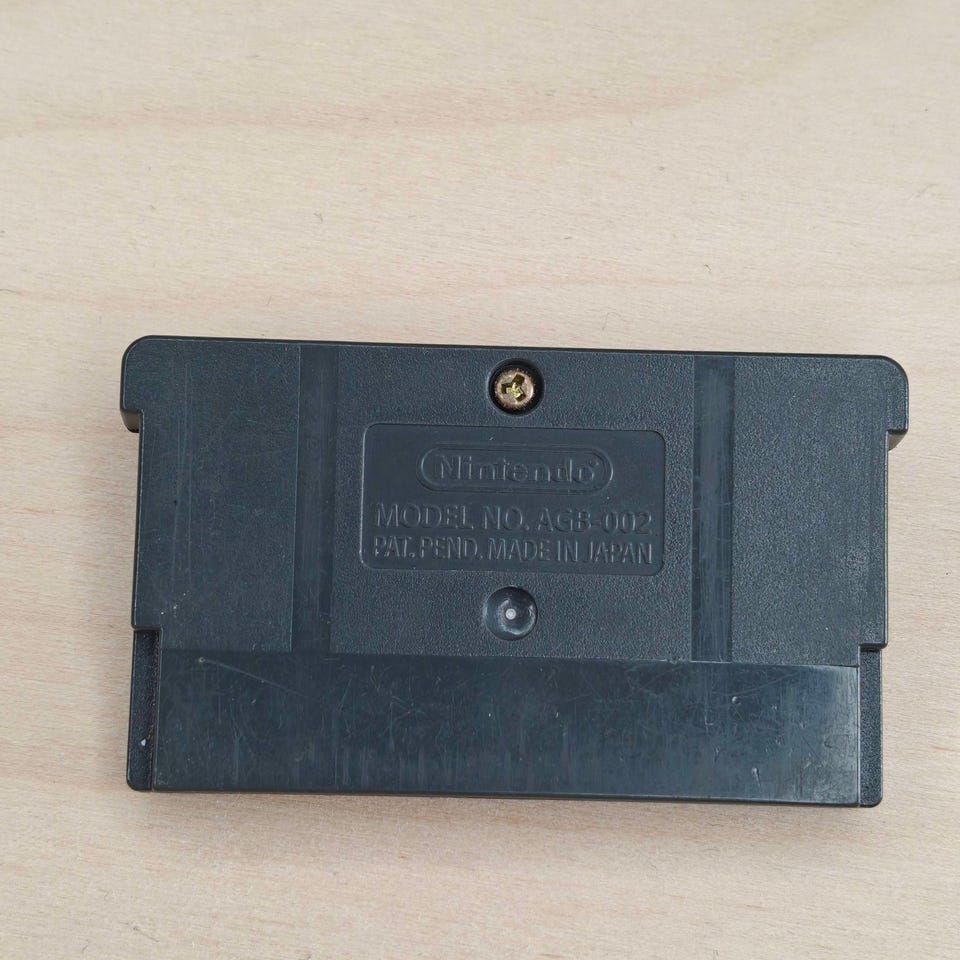 Nintendo®
MODEL NO. AGB-002
PAT. PEND. MADE IN JAPAN